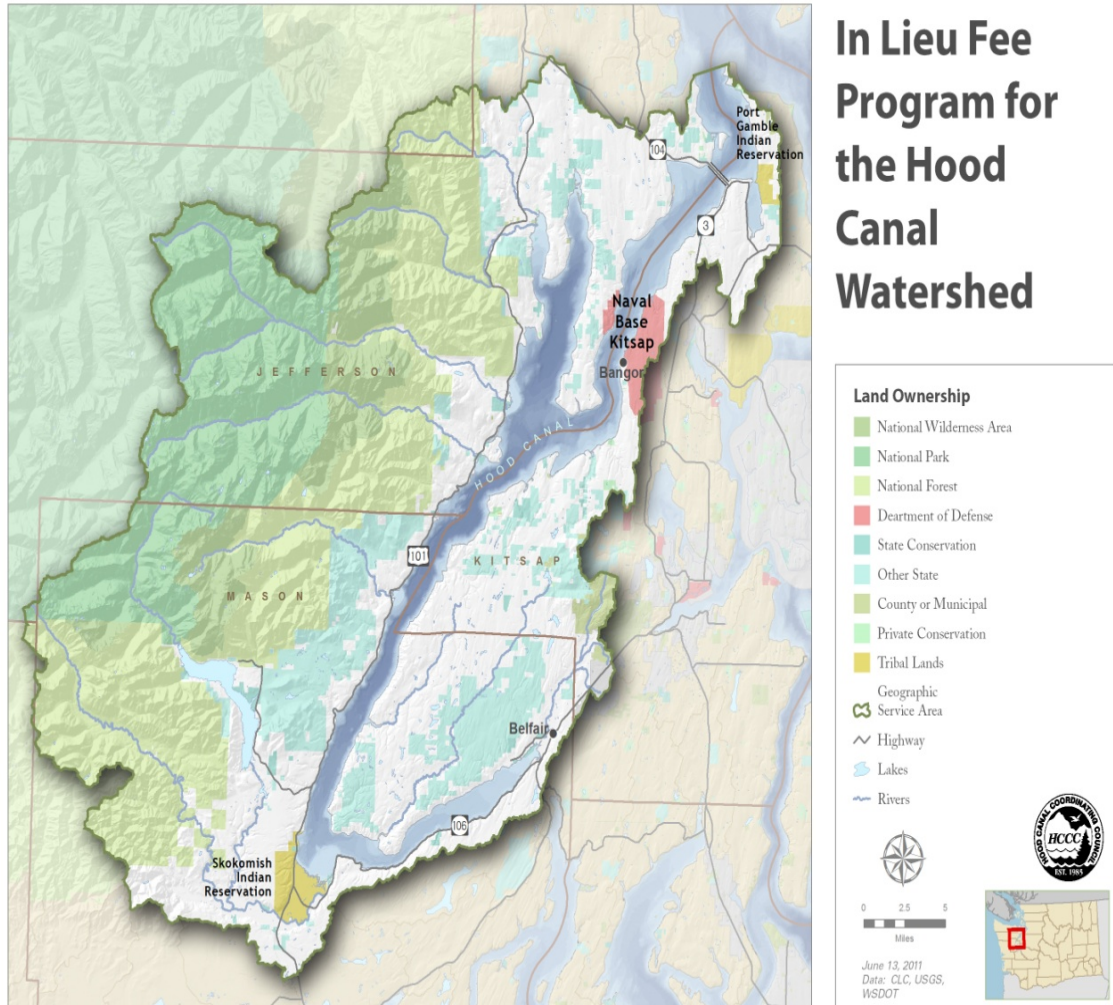 In Lieu Fee
Program for
the Hood
Canal
Watershed
Port
Gamble
Indian
Reservation
104
3
Naval
Base
Kitsap
Bangor
JEFFERSON
HOOD CANAL
101
KITSAP
MASON
Belfair
106
Skokomish
Indian
Reservation
Land Ownership
National Wilderness Area
National Park
National Forest
Deartment of Defense
State Conservation
Other State
County or Municipal
Private Conservation
Tribal Lands
Geographic
Service Area
Highway
Lakes
Rivers
HOOD CANAL COORDINATING COUNCIL
HCCC
EST. 1985
0 2.5 5
Miles
June 13, 2011
Data: CLC, USGS,
WSDOT